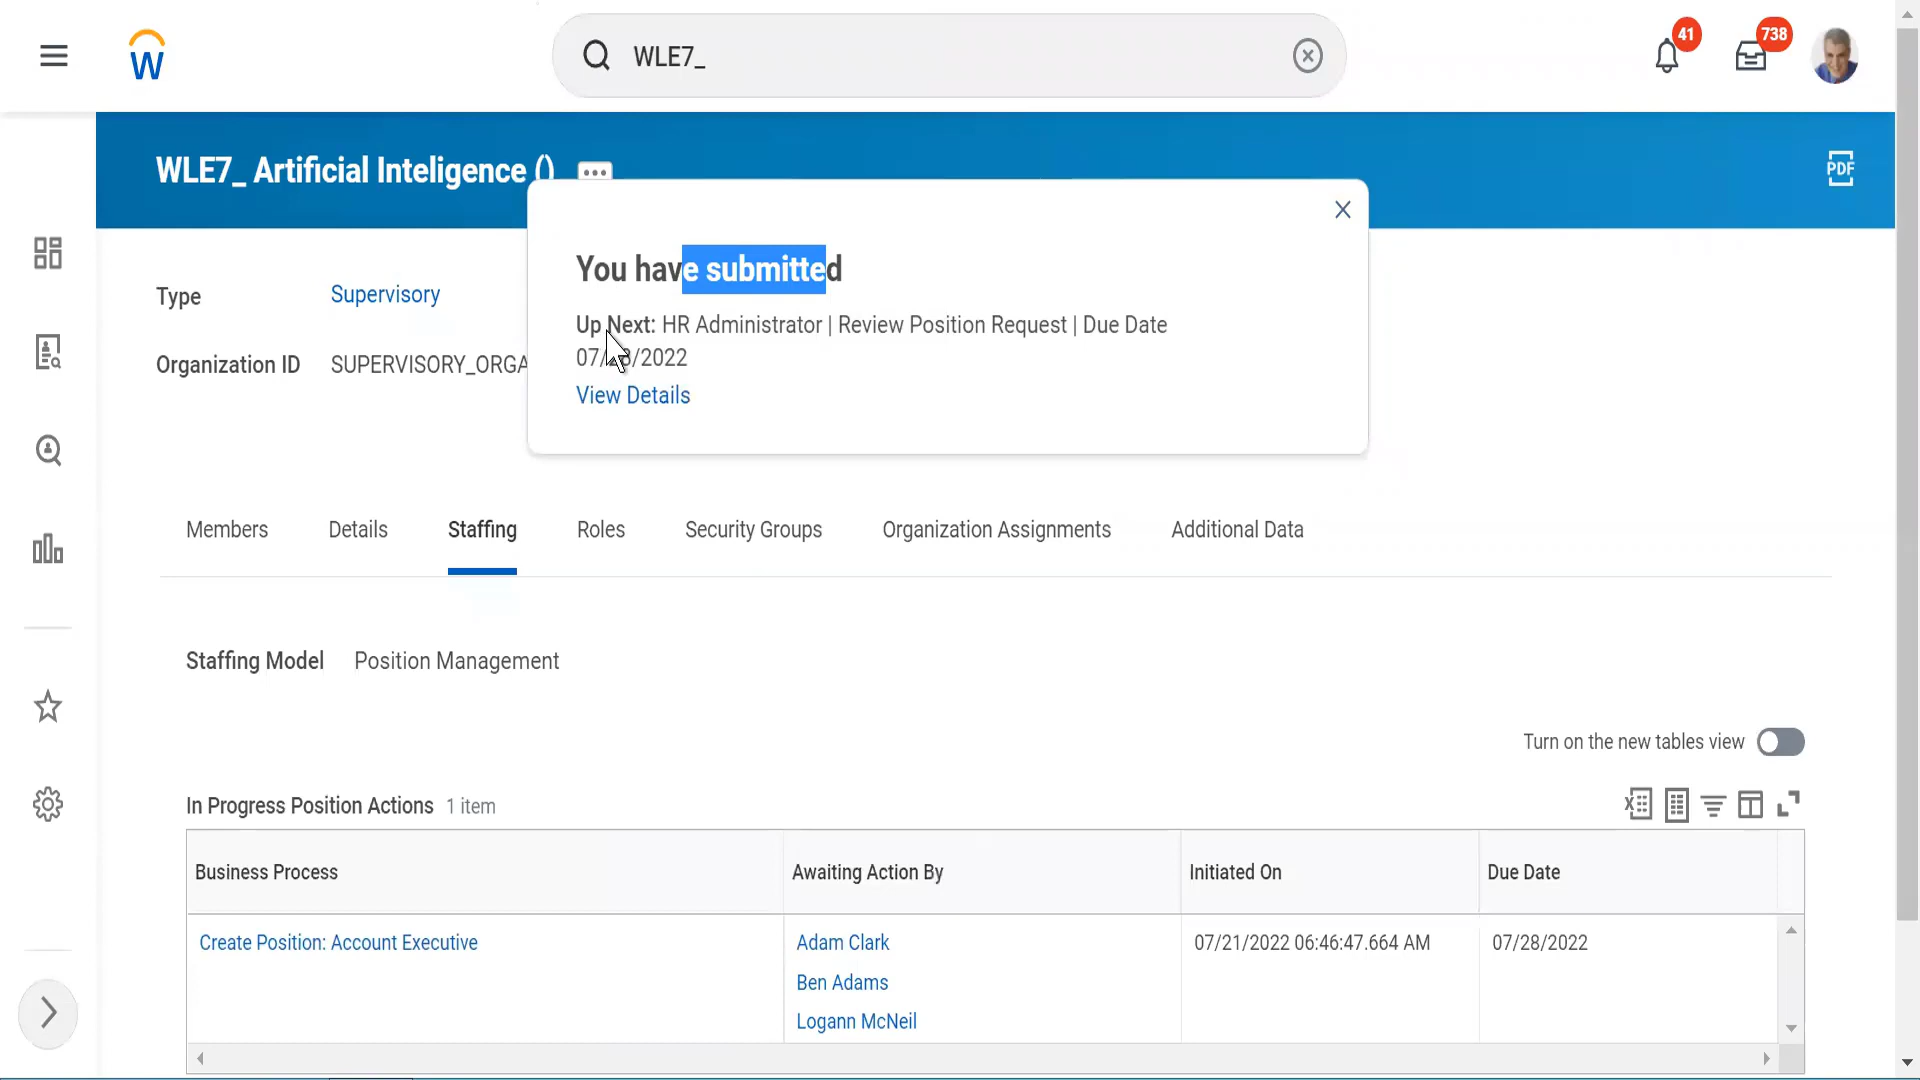 WLE7_
41
738
W
WLE7_ Artificial Inteligence ()
PDF
You have submitted
Up Next: HR Administrator | Review Position Request | Due Date
07/28/2022
View Details
Type Supervisory
Organization ID SUPERVISORY_ORGA
Members Details Staffing Roles Security Groups Organization Assignments Additional Data
Staffing Model Position Management
Turn on the new tables view
In Progress Position Actions 1 item
Business Process Awaiting Action By Initiated On Due Date
Create Position: Account Executive Adam Clark 07/21/2022 06:46:47.664 AM 07/28/2022
Ben Adams
Logann McNeil